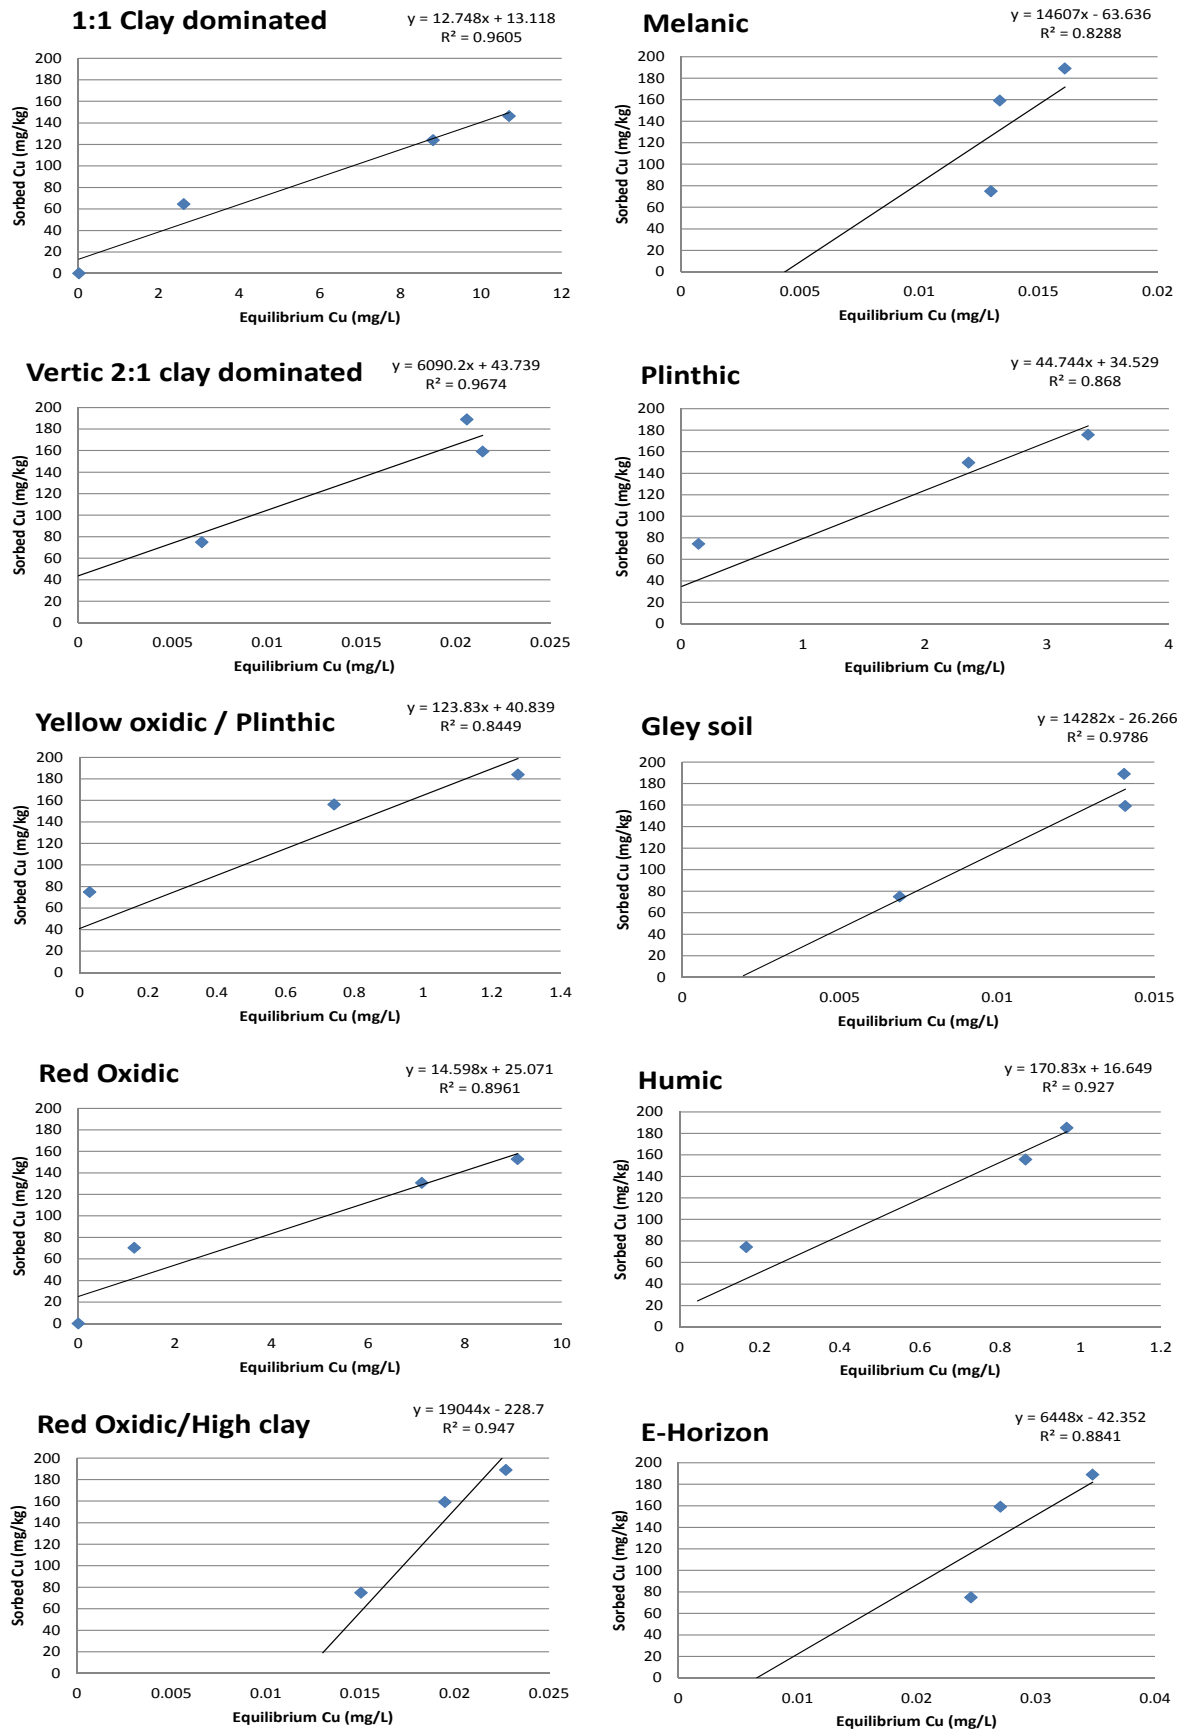 1:1 Clay dominated
y = 12.748x + 13.118
R² = 0.9605
Sorbed Cu (mg/kg)
200
180
160
140
120
100
80
60
40
20
0
0 2 4 6 8 10 12
Equilibrium Cu (mg/L)
Melanic
y = 14607x - 63.636
R² = 0.8288
Sorbed Cu (mg/kg)
200
180
160
140
120
100
80
60
40
20
0
0 0.005 0.01 0.015 0.02
Equilibrium Cu (mg/L)
Vertic 2:1 clay dominated
y = 6090.2x + 43.739
R² = 0.9674
Sorbed Cu (mg/kg)
200
180
160
140
120
100
80
60
40
20
0
0 0.005 0.01 0.015 0.02 0.025
Equilibrium Cu (mg/L)
Plinthic
y = 44.744x + 34.529
R² = 0.868
Sorbed Cu (mg/kg)
200
180
160
140
120
100
80
60
40
20
0
0 1 2 3 4
Equilibrium Cu (mg/L)
Yellow oxidic / Plinthic
y = 123.83x + 40.839
R² = 0.8449
Sorbed Cu (mg/kg)
200
180
160
140
120
100
80
60
40
20
0
0 0.2 0.4 0.6 0.8 1 1.2 1.4
Equilibrium Cu (mg/L)
Gley soil
y = 14282x - 26.266
R² = 0.9786
Sorbed Cu (mg/kg)
200
180
160
140
120
100
80
60
40
20
0
0 0.005 0.01 0.015
Equilibrium Cu (mg/L)
Red Oxidic
y = 14.598x + 25.071
R² = 0.8961
Sorbed Cu (mg/kg)
200
180
160
140
120
100
80
60
40
20
0
0 2 4 6 8 10
Equilibrium Cu (mg/L)
Humic
y = 170.83x + 16.649
R² = 0.927
Sorbed Cu (mg/kg)
200
180
160
140
120
100
80
60
40
20
0
0 0.2 0.4 0.6 0.8 1 1.2
Equilibrium Cu (mg/L)
Red Oxidic/High clay
y = 19044x - 228.7
R² = 0.947
Sorbed Cu (mg/kg)
200
180
160
140
120
100
80
60
40
20
0
0 0.005 0.01 0.015 0.02 0.025
Equilibrium Cu (mg/L)
E-Horizon
y = 6448x - 42.352
R² = 0.8841
Sorbed Cu (mg/kg)
200
180
160
140
120
100
80
60
40
20
0
0 0.01 0.02 0.03 0.04
Equilibrium Cu (mg/L)